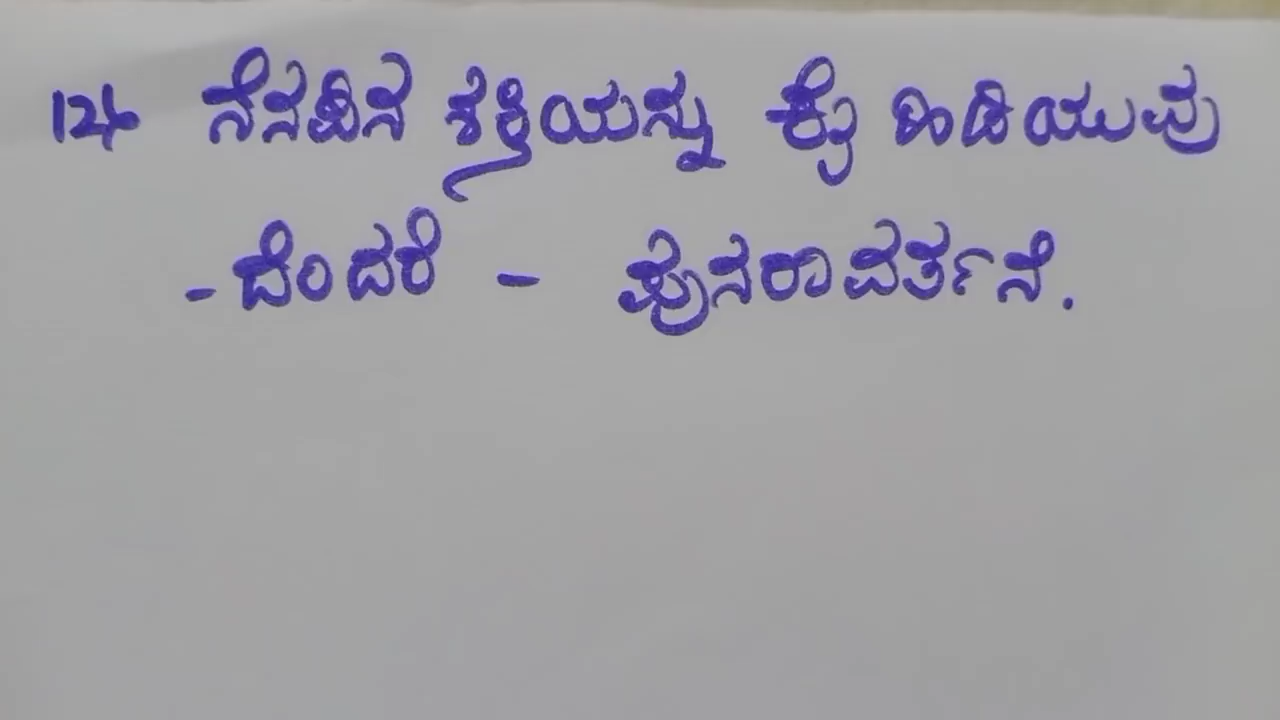 12) ನೆನಪಿನ ಶಕ್ತಿಯನ್ನು ಕೈ ಹಿಡಿಯುವು
-ದೆಂದರೆ - ಪುನರಾವರ್ತನೆ.